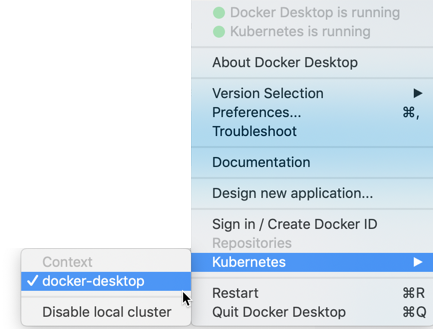 Docker Desktop is running
Kubernetes is running
About Docker Desktop
Version Selection ▶
Preferences... ⌘,
Troubleshoot
Documentation
Design new application...
Sign in / Create Docker ID
Repositories
Kubernetes ▶
Restart ⌘R
Quit Docker Desktop ⌘Q
Context
✓ docker-desktop
Disable local cluster